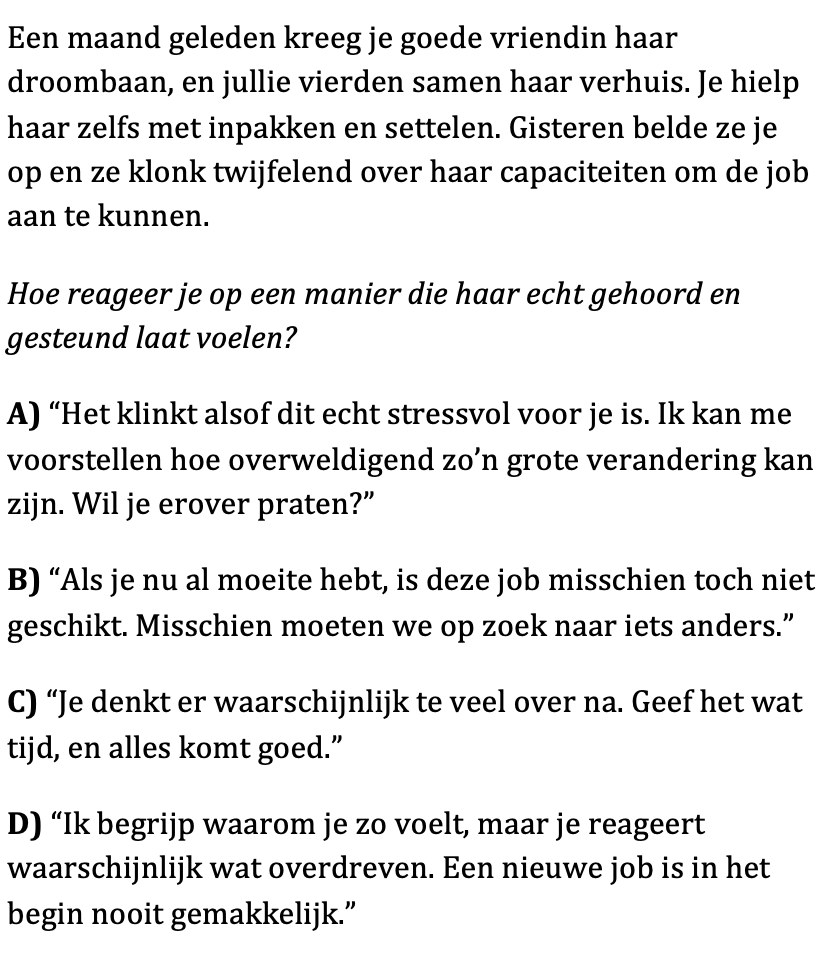 Een maand geleden kreeg je goede vriendin haar
droombaan, en jullie vierden samen haar verhuis. Je hielp
haar zelfs met inpakken en settelen. Gisteren belde ze je
op en ze klonk twijfelend over haar capaciteiten om de job
aan te kunnen.
Hoe reageer je op een manier die haar echt gehoord en
gesteund laat voelen?
A) “Het klinkt alsof dit echt stressvol voor je is. Ik kan me
voorstellen hoe overweldigend zo’n grote verandering kan
zijn. Wil je erover praten?”
B) “Als je nu al moeite hebt, is deze job misschien toch niet
geschikt. Misschien moeten we op zoek naar iets anders.”
C) “Je denkt er waarschijnlijk te veel over na. Geef het wat
tijd, en alles komt goed.”
D) “Ik begrijp waarom je zo voelt, maar je reageert
waarschijnlijk wat overdreven. Een nieuwe job is in het
begin nooit gemakkelijk.”